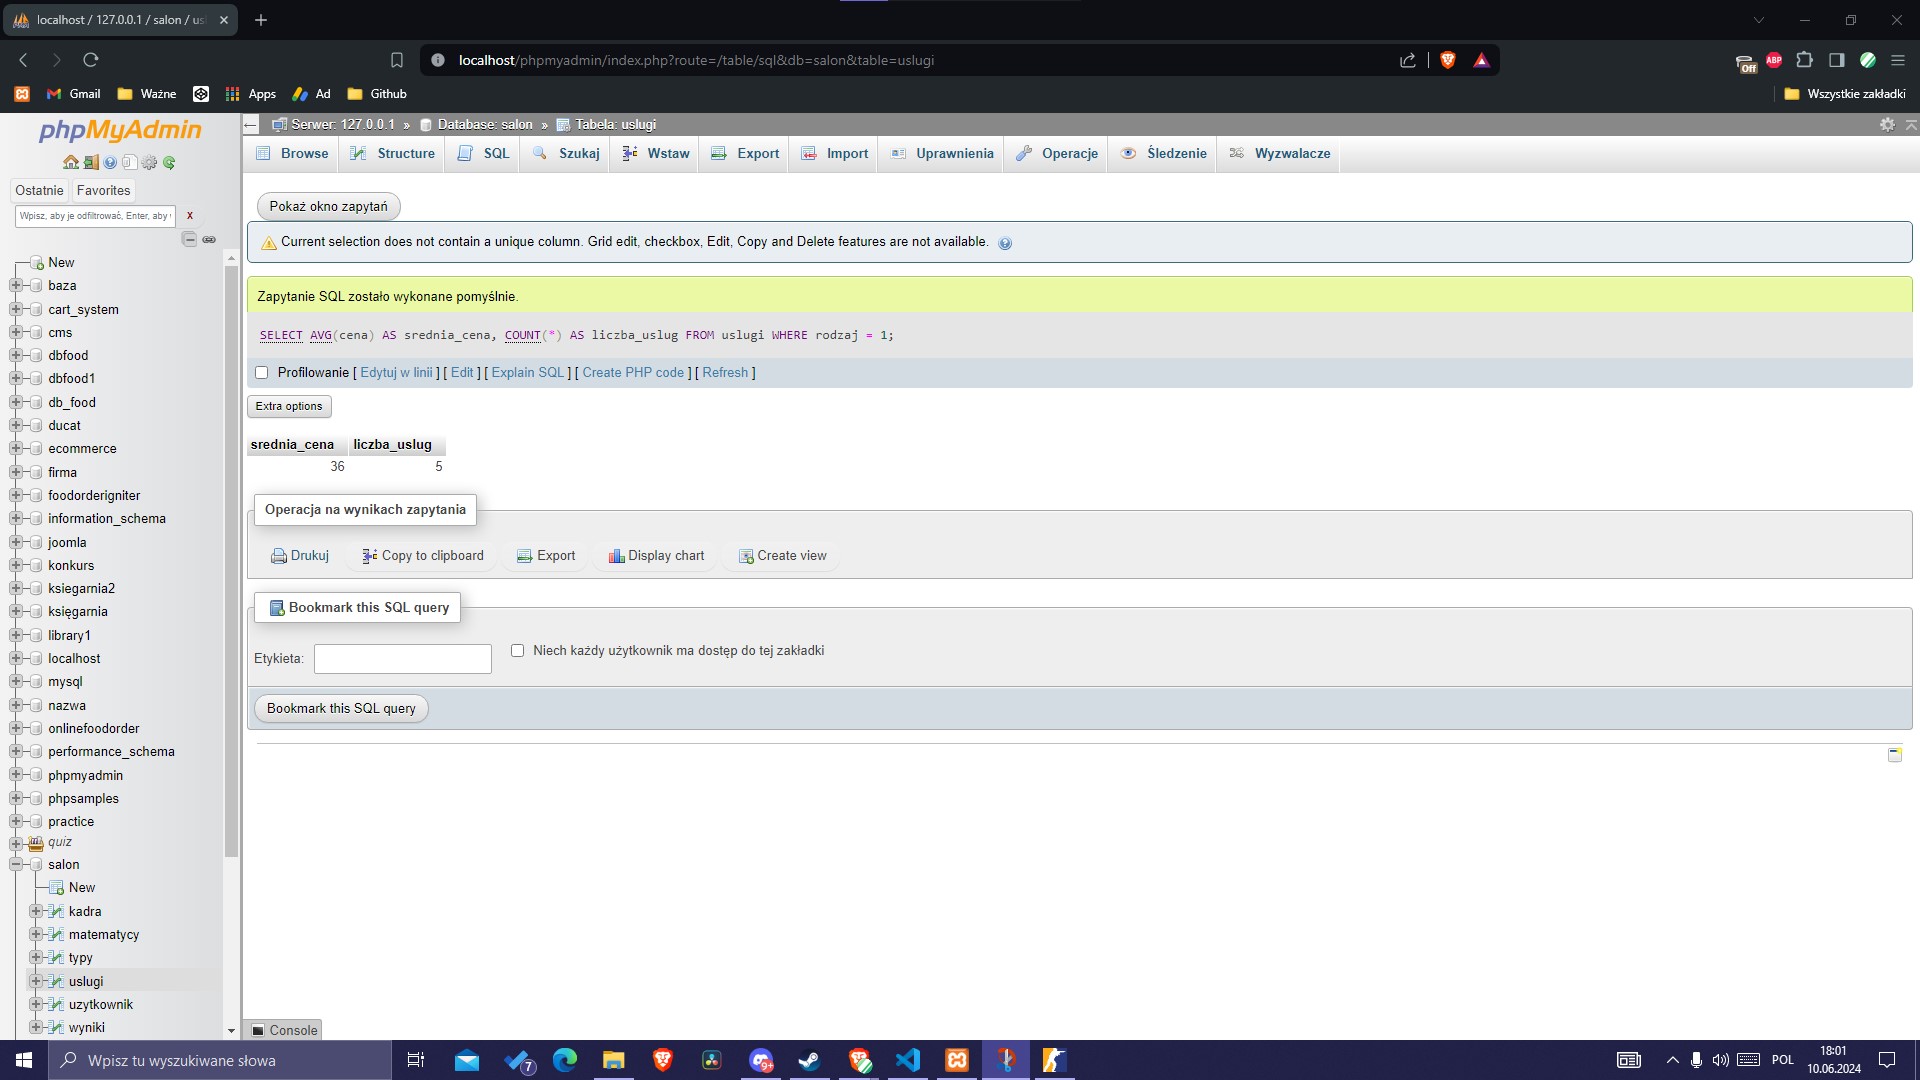 localhost / 127.0.0.1 / salon / us
localhost/phpmyadmin/index.php?route=/table/sql&db=salon&table=uslugi
Off
ABP
Gmail
Ważne
Apps
Ad
Github
Wszystkie zakładki
phpMyAdmin
Serwer: 127.0.0.1 » Database: salon » Tabela: uslugi
Browse
Structure
SQL
Szukaj
Wstaw
Export
Import
Uprawnienia
Operacje
Śledzenie
Wyzwalacze
Ostatnie
Favorites
Wpisz, aby je odfiltrować, Enter, aby
X
New
baza
cart_system
cms
dbfood
dbfood1
db_food
ducat
ecommerce
firma
foodorderigniter
information_schema
joomla
konkurs
ksiegarnia2
księgarnia
library1
localhost
mysql
nazwa
onlinefoodorder
performance_schema
phpmyadmin
phpsamples
practice
quiz
salon
New
kadra
matematycy
typy
uslugi
uzytkownik
wyniki
Pokaż okno zapytań
Current selection does not contain a unique column. Grid edit, checkbox, Edit, Copy and Delete features are not available.
Zapytanie SQL zostało wykonane pomyślnie.
SELECT AVG(cena) AS srednia_cena, COUNT(*) AS liczba_uslug FROM uslugi WHERE rodzaj = 1;
Profilowanie [ Edytuj w linii ] [ Edit ] [ Explain SQL ] [ Create PHP code ] [ Refresh ]
Extra options
srednia_cena liczba_uslug
36 5
Operacja na wynikach zapytania
Drukuj
Copy to clipboard
Export
Display chart
Create view
Bookmark this SQL query
Etykieta:
Niech każdy użytkownik ma dostęp do tej zakładki
Bookmark this SQL query
Console
Wpisz tu wyszukiwane słowa
7
9+
POL
18:01
10.06.2024